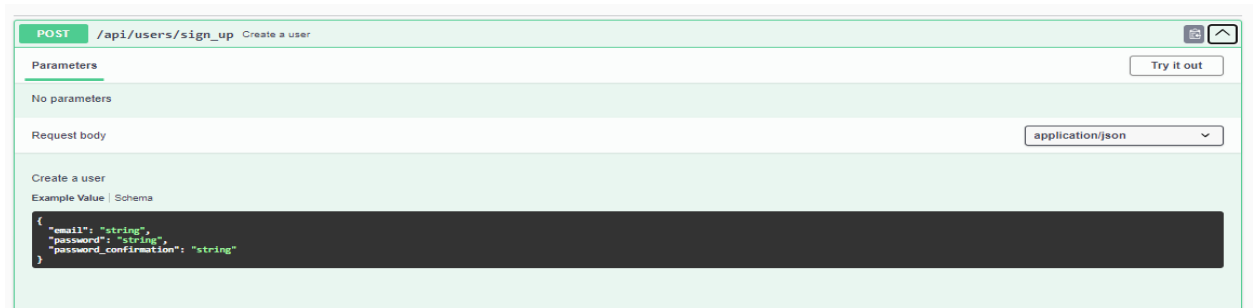 POST /api/users/sign_up Create a user
Parameters
Try it out
No parameters
Request body
application/json
Create a user
Example Value | Schema
{
"email": "string",
"password": "string",
"password_confirmation": "string"
}